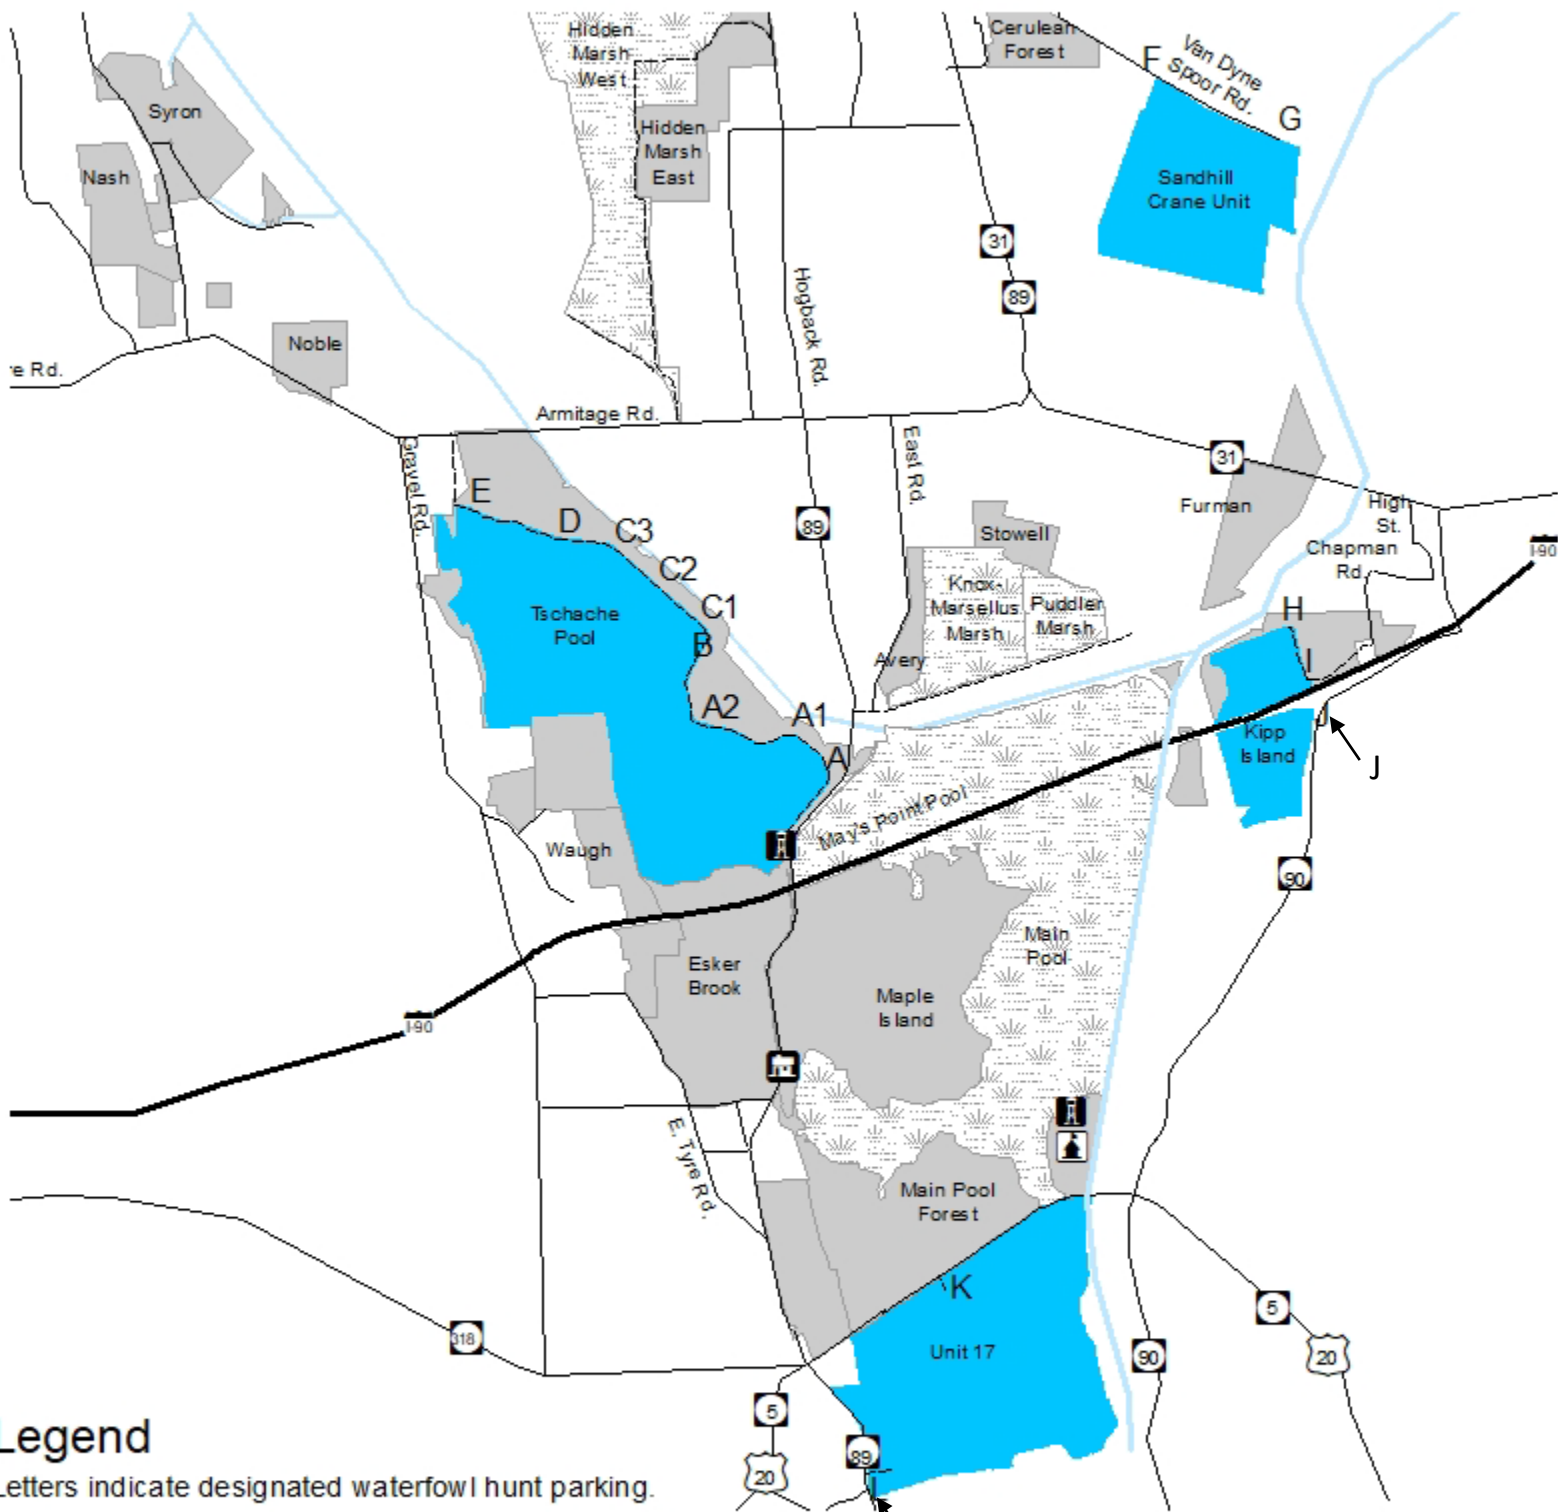 Hidden
Marsh
West
Cerulean
Forest
F
Van Dyne
Spoor Rd.
G
Syron
Hidden
Marsh
East
Nash
Sandhill
Crane Unit
31
89
Hogback Rd.
Noble
re Rd.
Armitage Rd.
Gravel Rd.
East Rd.
31
E
D
C3
C2
C1
B
A2
A1
A
89
Furman
High
St.
Chapman
Rd.
I-90
Stowell
Knox-
Marsellus
Marsh
Puddler
Marsh
Avery
Tschache
Pool
H
I
J
Kipp
Island
J
May's Point Pool
Waugh
90
Main
Pool
Esker
Brook
Maple
Island
I-90
E. Tyre Rd.
Main Pool
Forest
K
Unit 17
318
5
20
90
5
20
89
Legend
Letters indicate designated waterfowl hunt parking.